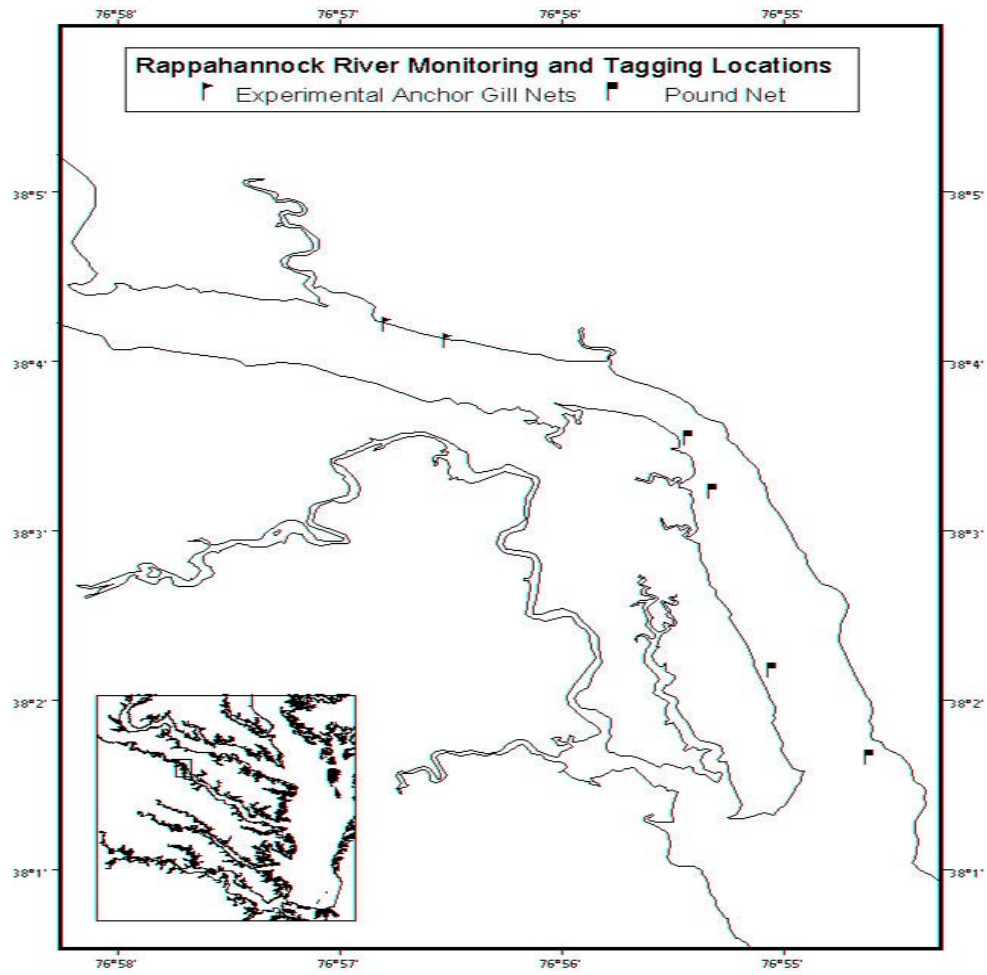 76°58' 76°57' 76°56' 76°55'
Rappahannock River Monitoring and Tagging Locations
Experimental Anchor Gill Nets Pound Net
38°5' 38°5'
38°4' 38°4'
38°3' 38°3'
38°2' 38°2'
38°1' 38°1'
76°58' 76°57' 76°56' 76°55'